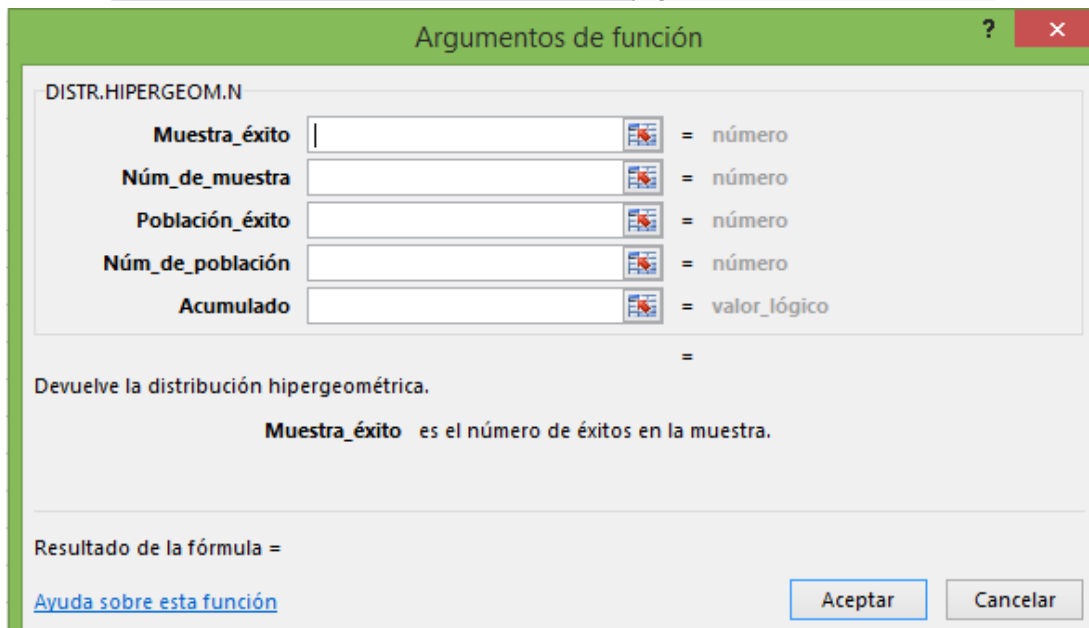 Argumentos de función ? ×
DISTR.HIPERGEOM.N
Muestra_éxito = número
Núm_de_muestra = número
Población_éxito = número
Núm_de_población = número
Acumulado = valor_lógico
=
Devuelve la distribución hipergeométrica.
Muestra_éxito es el número de éxitos en la muestra.
Resultado de la fórmula =
Ayuda sobre esta función Aceptar Cancelar